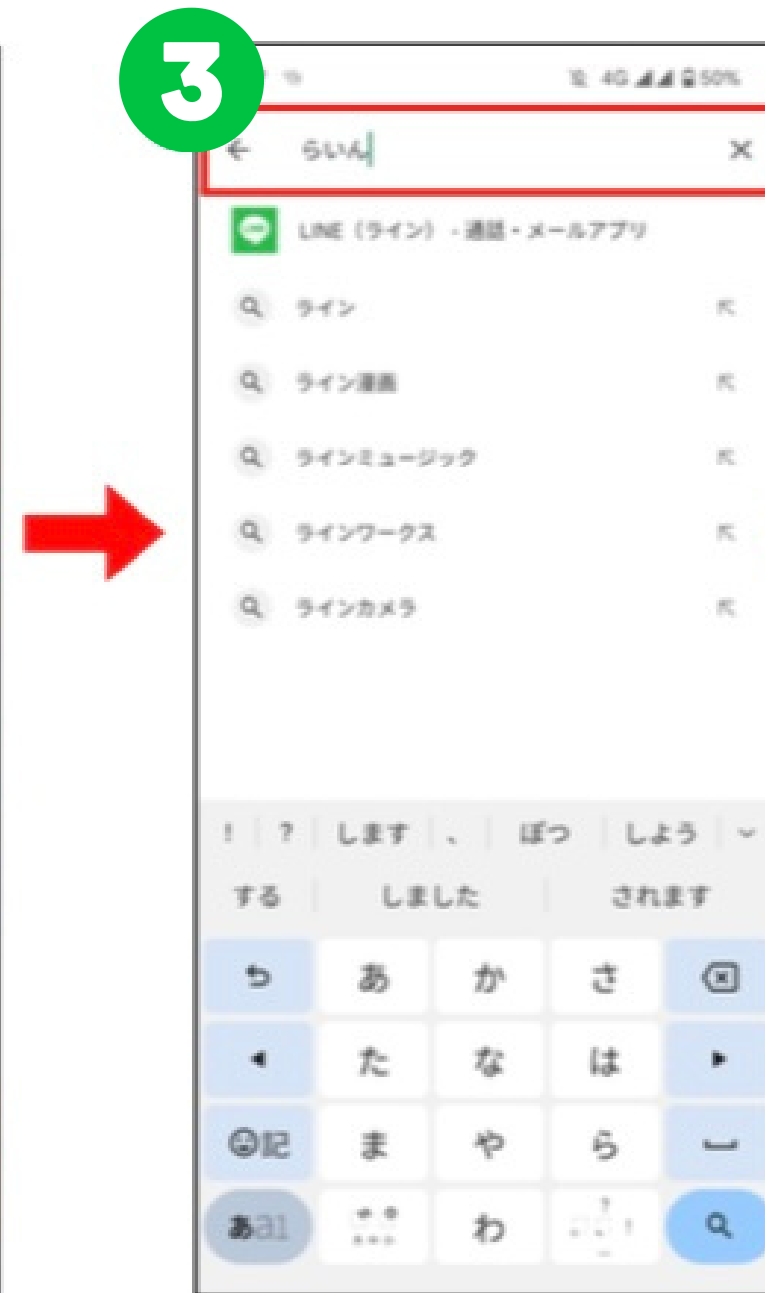 3
4G 50%
らいん
LINE（ライン） - 通話・メールアプリ
ライン
ライン漫画
ラインミュージック
ラインワークス
ラインカメラ
! ? します 、 ぽつ しよう
する しました されます
あ か さ
た な は
記 ま や ら
あa1 わ